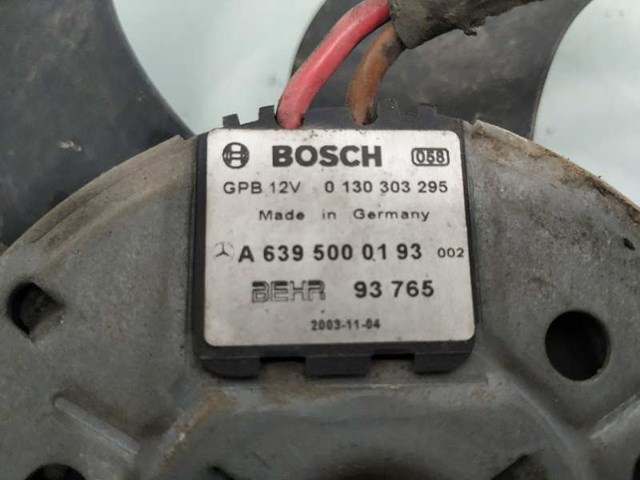 BOSCH 058
GPB 12V 0 130 303 295
Made in Germany
A 639 500 01 93 002
BEHR 93 765
2003-11-04